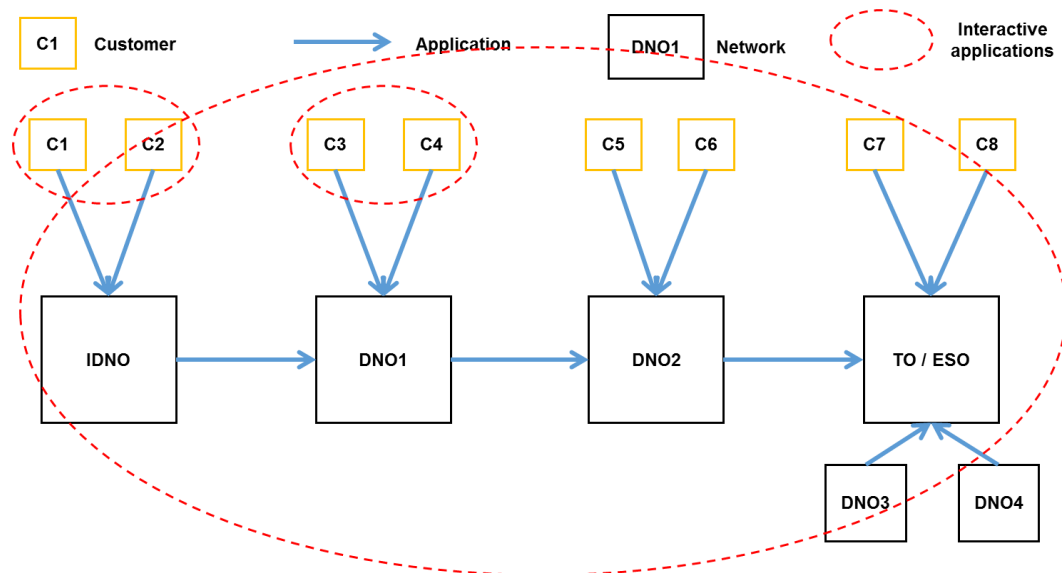 C1
Customer
Application
DNO1
Network
Interactive
applications
C1
C2
C3
C4
C5
C6
C7
C8
IDNO
DNO1
DNO2
TO / ESO
DNO3
DNO4